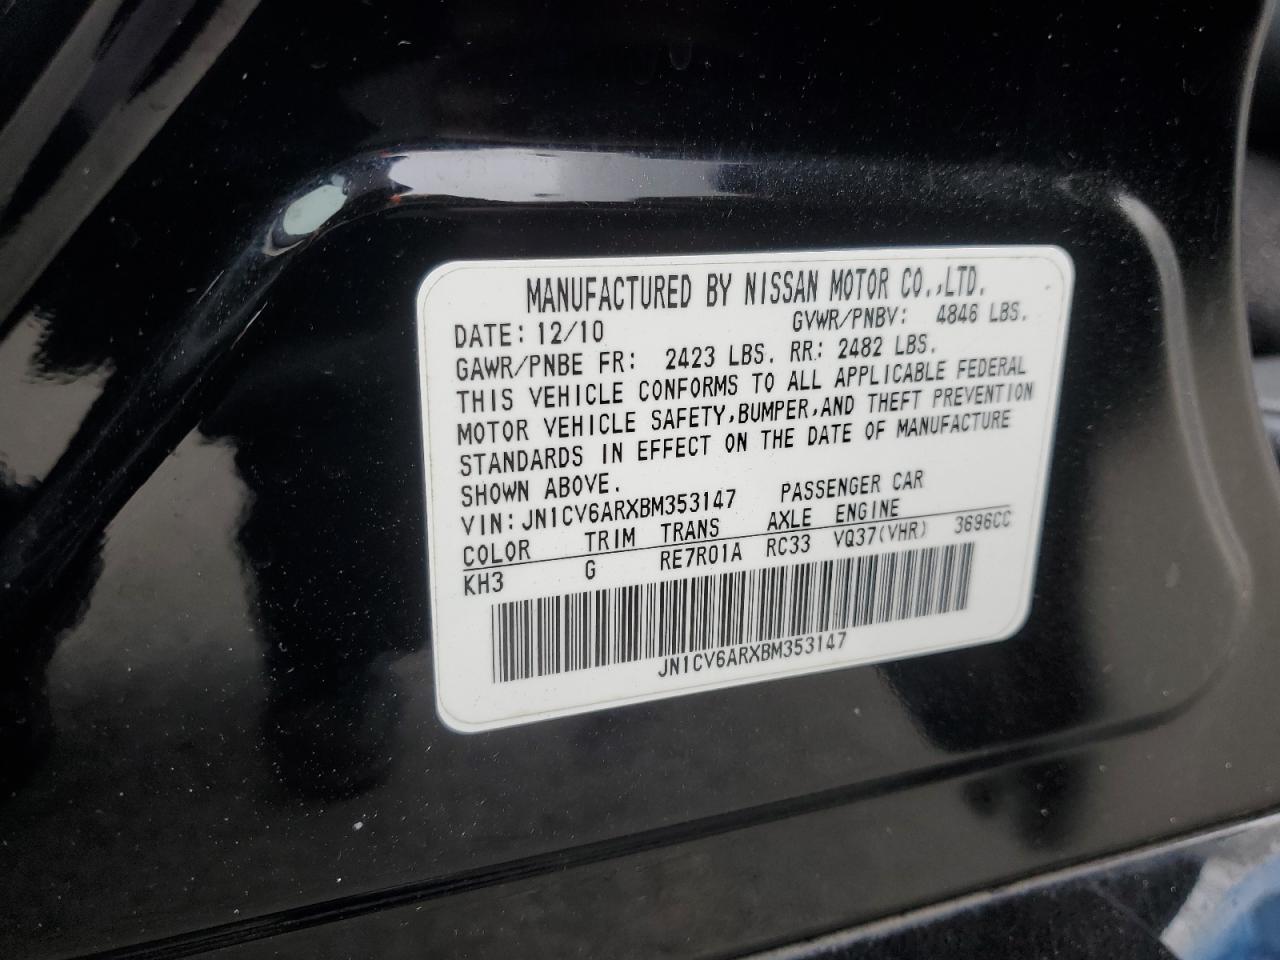 MANUFACTURED BY NISSAN MOTOR CO.,LTD.
DATE: 12/10 GVWR/PNBV: 4846 LBS.
GAWR/PNBE FR: 2423 LBS. RR: 2482 LBS.
THIS VEHICLE CONFORMS TO ALL APPLICABLE FEDERAL
MOTOR VEHICLE SAFETY,BUMPER,AND THEFT PREVENTION
STANDARDS IN EFFECT ON THE DATE OF MANUFACTURE
SHOWN ABOVE.
VIN: JN1CV6ARXBM353147 PASSENGER CAR
COLOR TRIM TRANS AXLE ENGINE
KH3 G RE7R01A RC33 VQ37(VHR) 3696CC
JN1CV6ARXBM353147